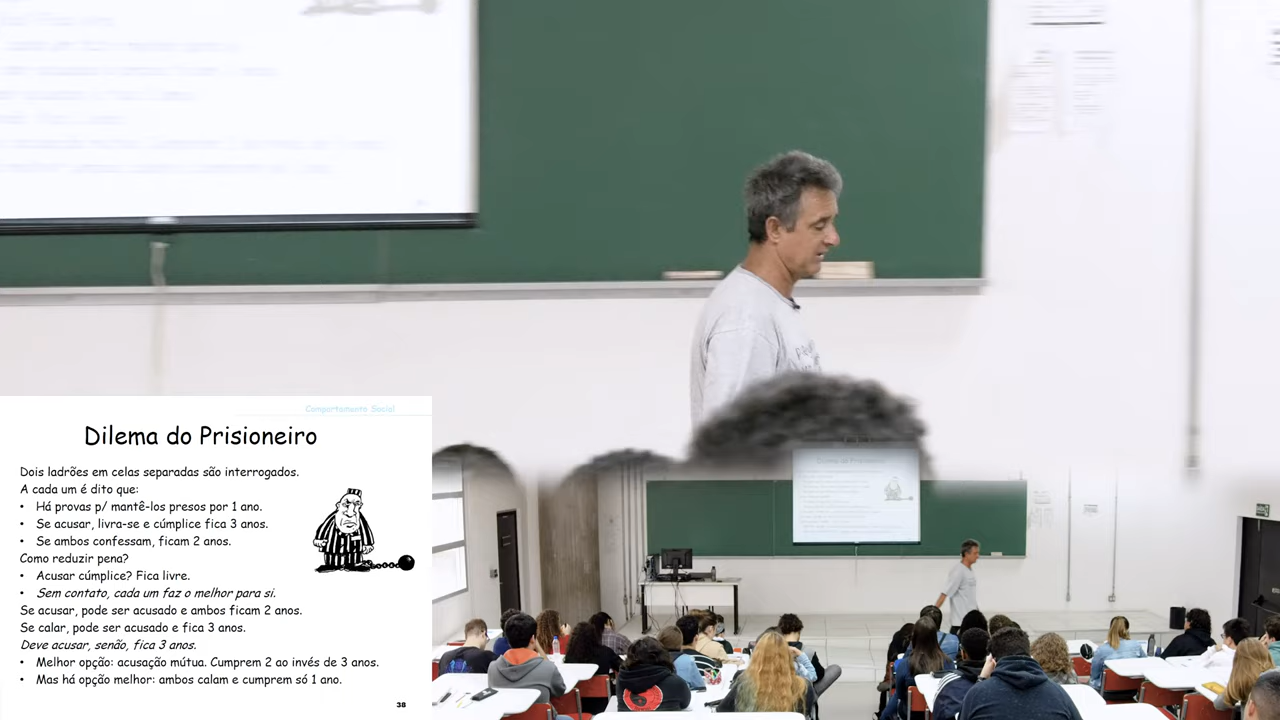 Comportamento Social
Dilema do Prisioneiro
Dois ladrões em celas separadas são interrogados.
A cada um é dito que:
• Há provas p/ mantê-los presos por 1 ano.
• Se acusar, livra-se e cúmplice fica 3 anos.
• Se ambos confessam, ficam 2 anos.
Como reduzir pena?
• Acusar cúmplice? Fica livre.
• Sem contato, cada um faz o melhor para si.
Se acusar, pode ser acusado e ambos ficam 2 anos.
Se calar, pode ser acusado e fica 3 anos.
Deve acusar, senão, fica 3 anos.
• Melhor opção: acusação mútua. Cumprem 2 ao invés de 3 anos.
• Mas há opção melhor: ambos calam e cumprem só 1 ano.
38
Dilema do Prisioneiro